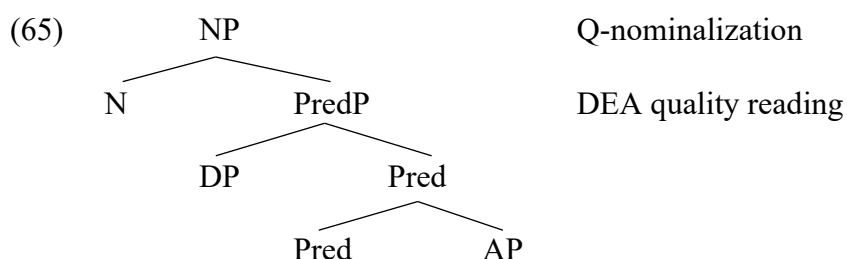 (65) NP Q-nominalization
N PredP DEA quality reading
DP Pred
Pred AP